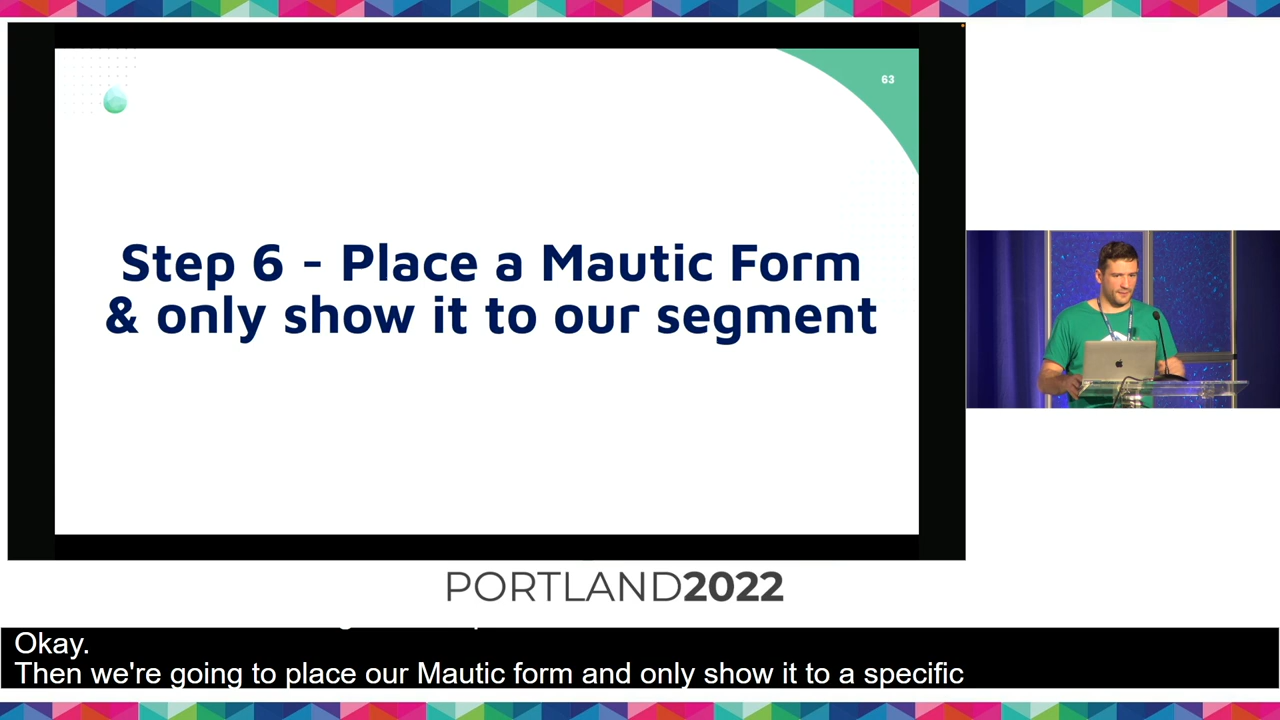 63
Step 6 - Place a Mautic Form
& only show it to our segment
PORTLAND2022
Okay.
Then we're going to place our Mautic form and only show it to a specific